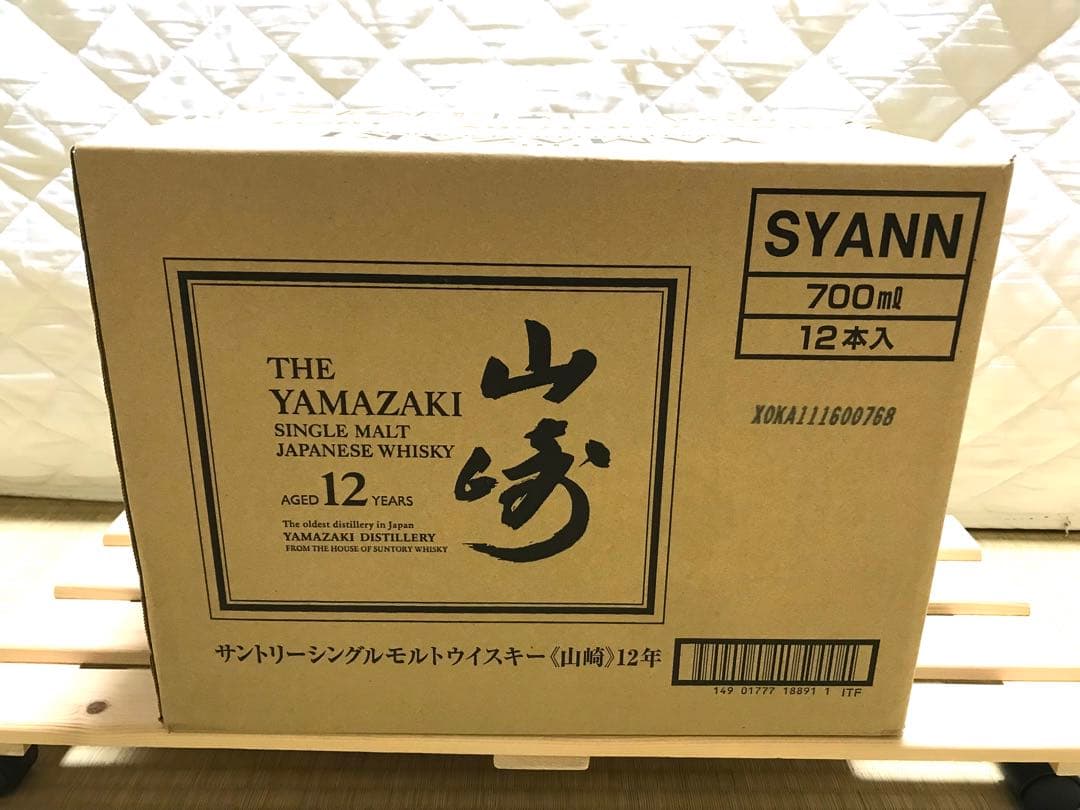 SYANN
700㎖
12本入
XOKA111600768
THE
YAMAZAKI
SINGLE MALT
JAPANESE WHISKY
AGED 12 YEARS
The oldest distillery in Japan
YAMAZAKI DISTILLERY
FROM THE HOUSE OF SUNTORY WHISKY
山崎
サントリーシングルモルトウイスキー《山崎》12年
149 01777 18891 1 ITF